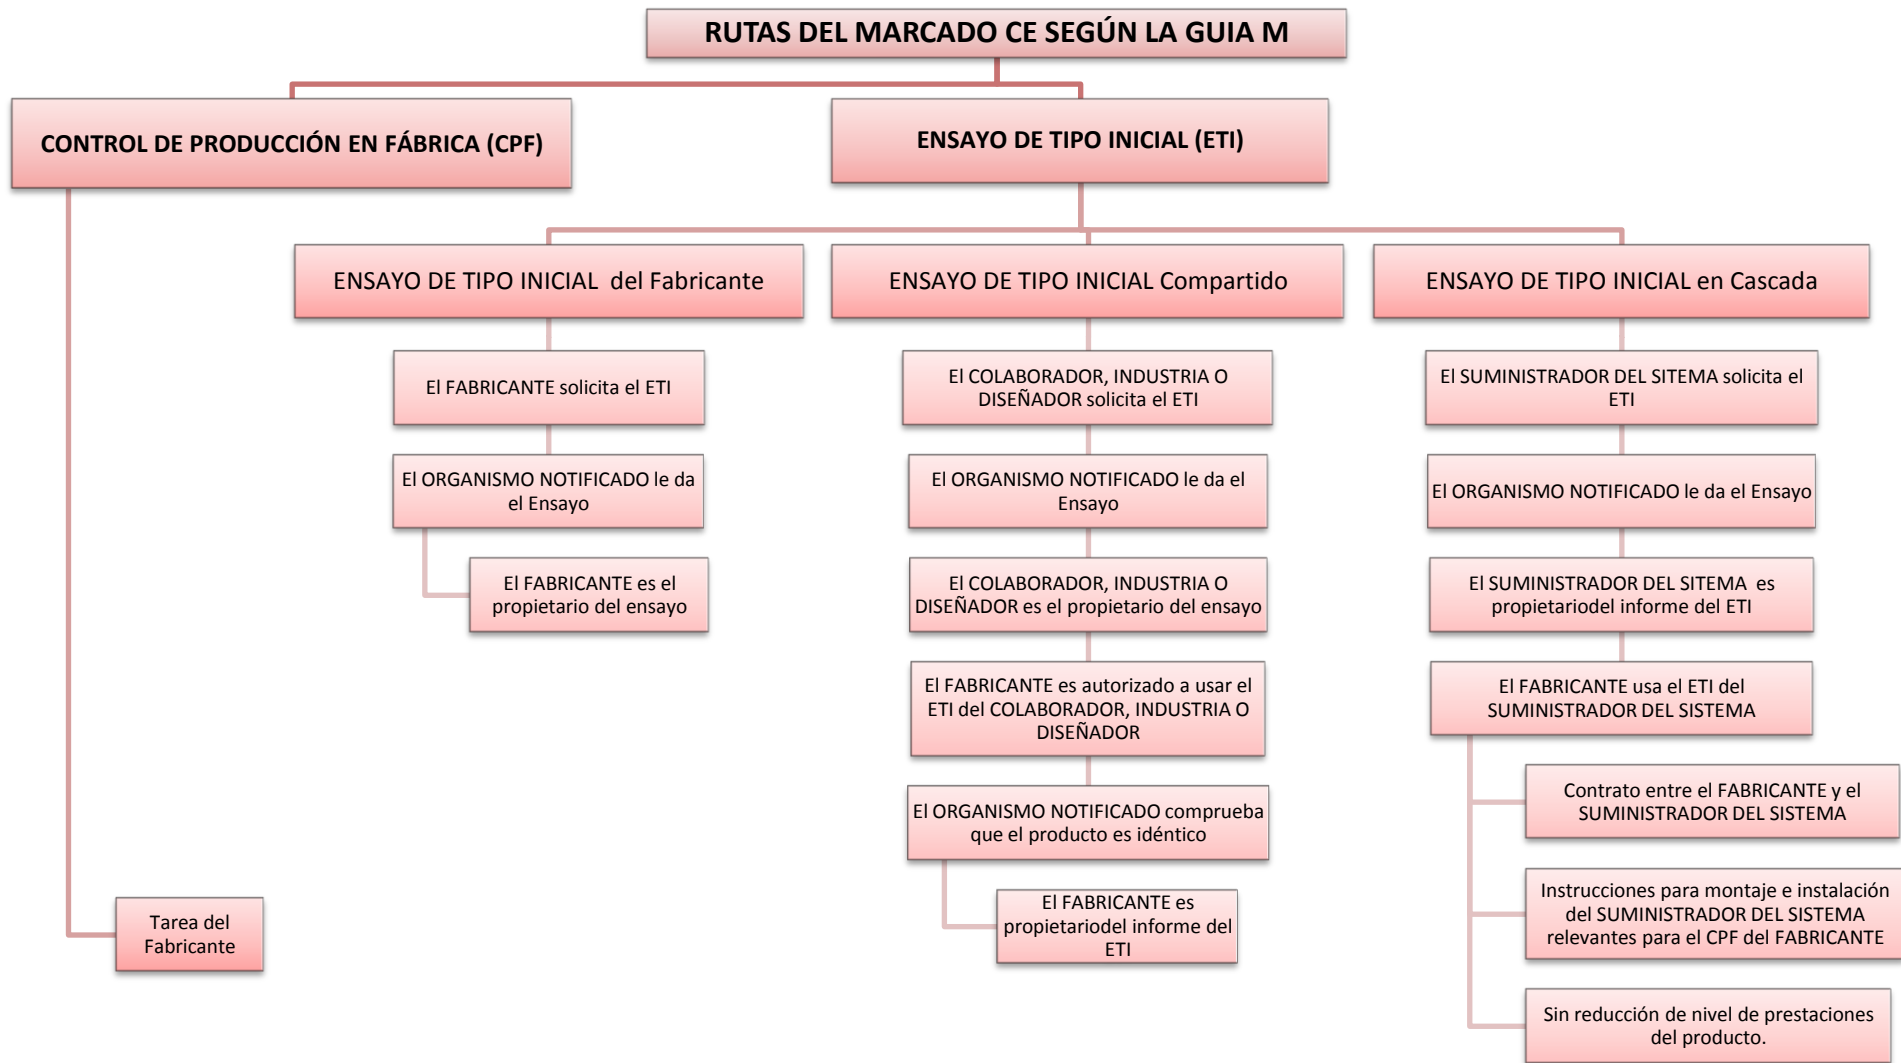 RUTAS DEL MARCADO CE SEGÚN LA GUIA M
CONTROL DE PRODUCCIÓN EN FÁBRICA (CPF)
Tarea del
Fabricante
ENSAYO DE TIPO INICIAL (ETI)
ENSAYO DE TIPO INICIAL del Fabricante
El FABRICANTE solicita el ETI
El ORGANISMO NOTIFICADO le da
el Ensayo
El FABRICANTE es el
propietario del ensayo
ENSAYO DE TIPO INICIAL Compartido
El COLABORADOR, INDUSTRIA O
DISEÑADOR solicita el ETI
El ORGANISMO NOTIFICADO le da el
Ensayo
El COLABORADOR, INDUSTRIA O
DISEÑADOR es el propietario del ensayo
El FABRICANTE es autorizado a usar el
ETI del COLABORADOR, INDUSTRIA O
DISEÑADOR
El ORGANISMO NOTIFICADO comprueba
que el producto es idéntico
El FABRICANTE es
propietariodel informe del
ETI
ENSAYO DE TIPO INICIAL en Cascada
El SUMINISTRADOR DEL SITEMA solicita el
ETI
El ORGANISMO NOTIFICADO le da el Ensayo
El SUMINISTRADOR DEL SITEMA es
propietariodel informe del ETI
El FABRICANTE usa el ETI del
SUMINISTRADOR DEL SISTEMA
Contrato entre el FABRICANTE y el
SUMINISTRADOR DEL SISTEMA
Instrucciones para montaje e instalación
del SUMINISTRADOR DEL SISTEMA
relevantes para el CPF del FABRICANTE
Sin reducción de nivel de prestaciones
del producto.